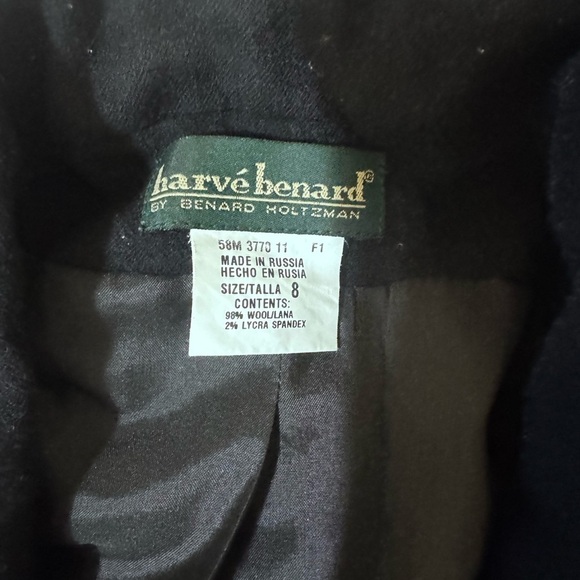 harvé benard®
BY BENARD HOLTZMAN
58M 3770 11 F1
MADE IN RUSSIA
HECHO EN RUSIA
SIZE/TALLA 8
CONTENTS:
98% WOOL/LANA
2% LYCRA SPANDEX